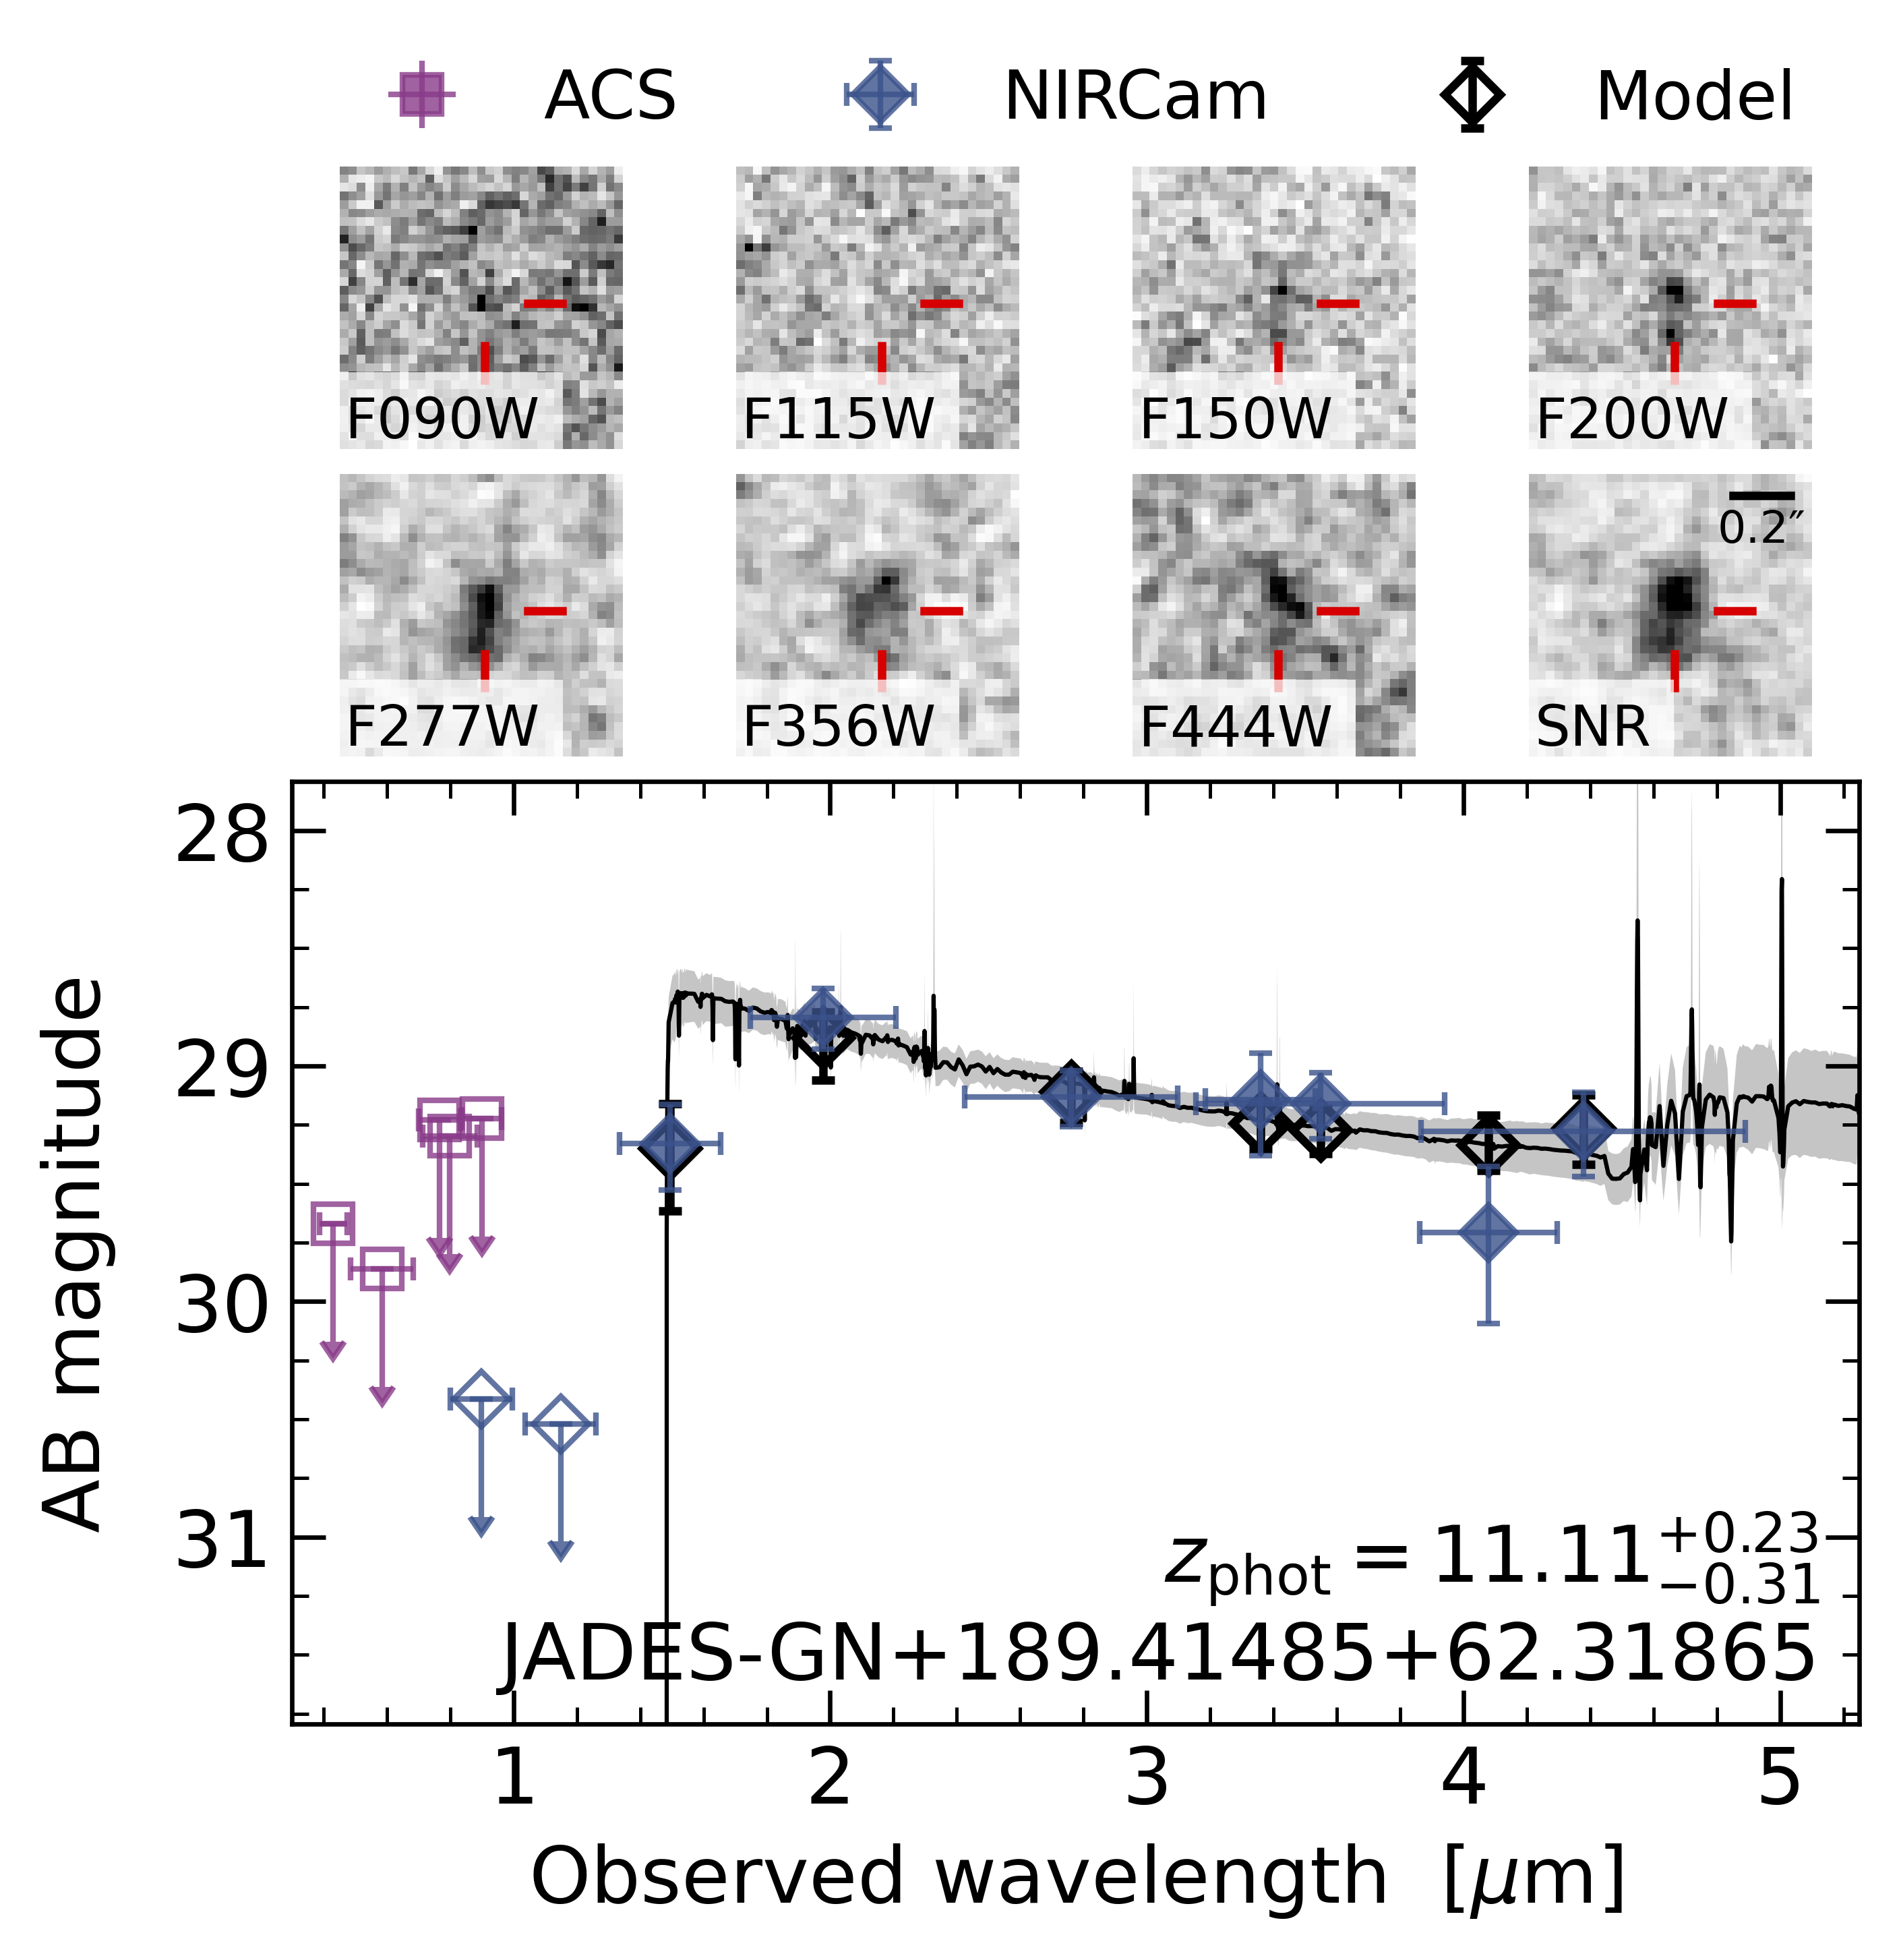 ACS NIRCam Model
F090W F115W F150W F200W
0.2″
F277W F356W F444W SNR
28
29
30
31
AB magnitude
z_phot = 11.11 +0.23 −0.31
JADES-GN+189.41485+62.31865
1 2 3 4 5
Observed wavelength [μm]